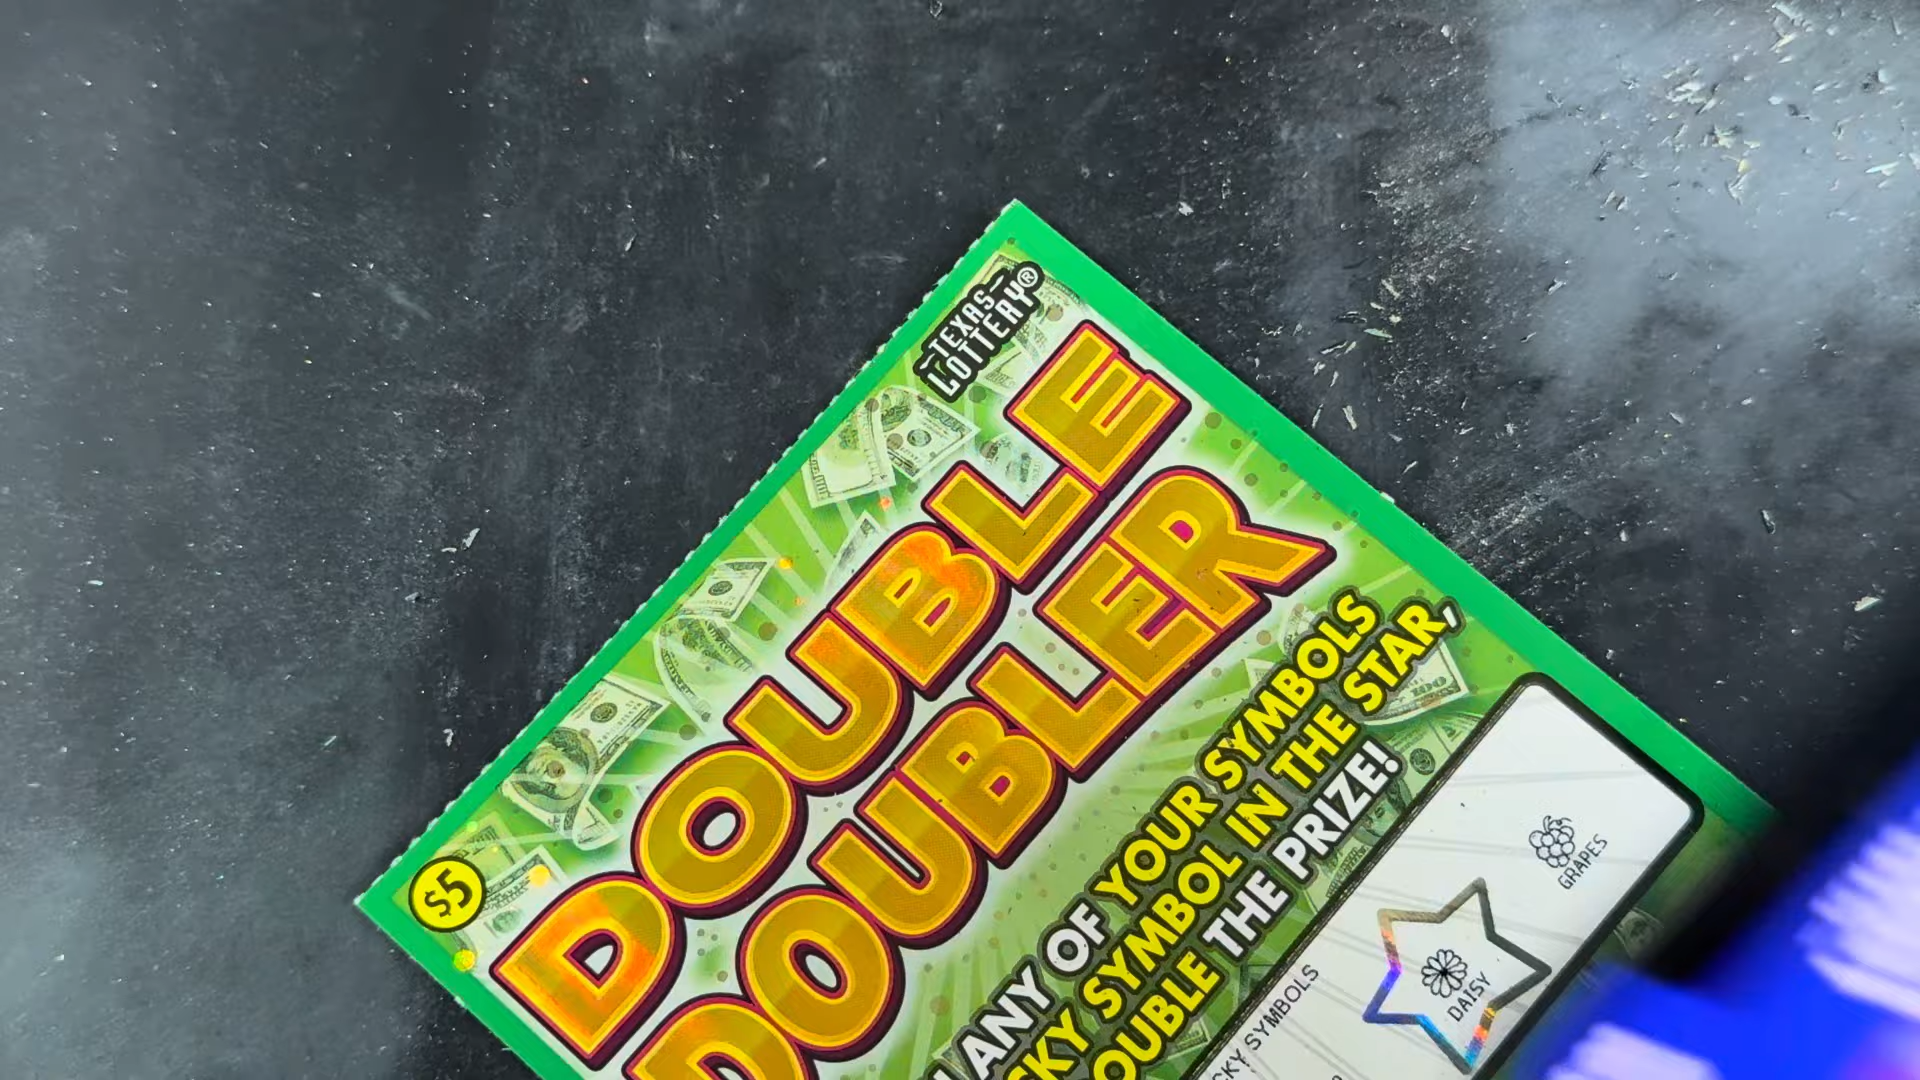 TEXAS
LOTTERY®
DOUBLE
DOUBLER
$5
ANY OF YOUR SYMBOLS
SYMBOL IN THE STAR,
THE PRIZE!
GRAPES
DAISY
SYMBOLS